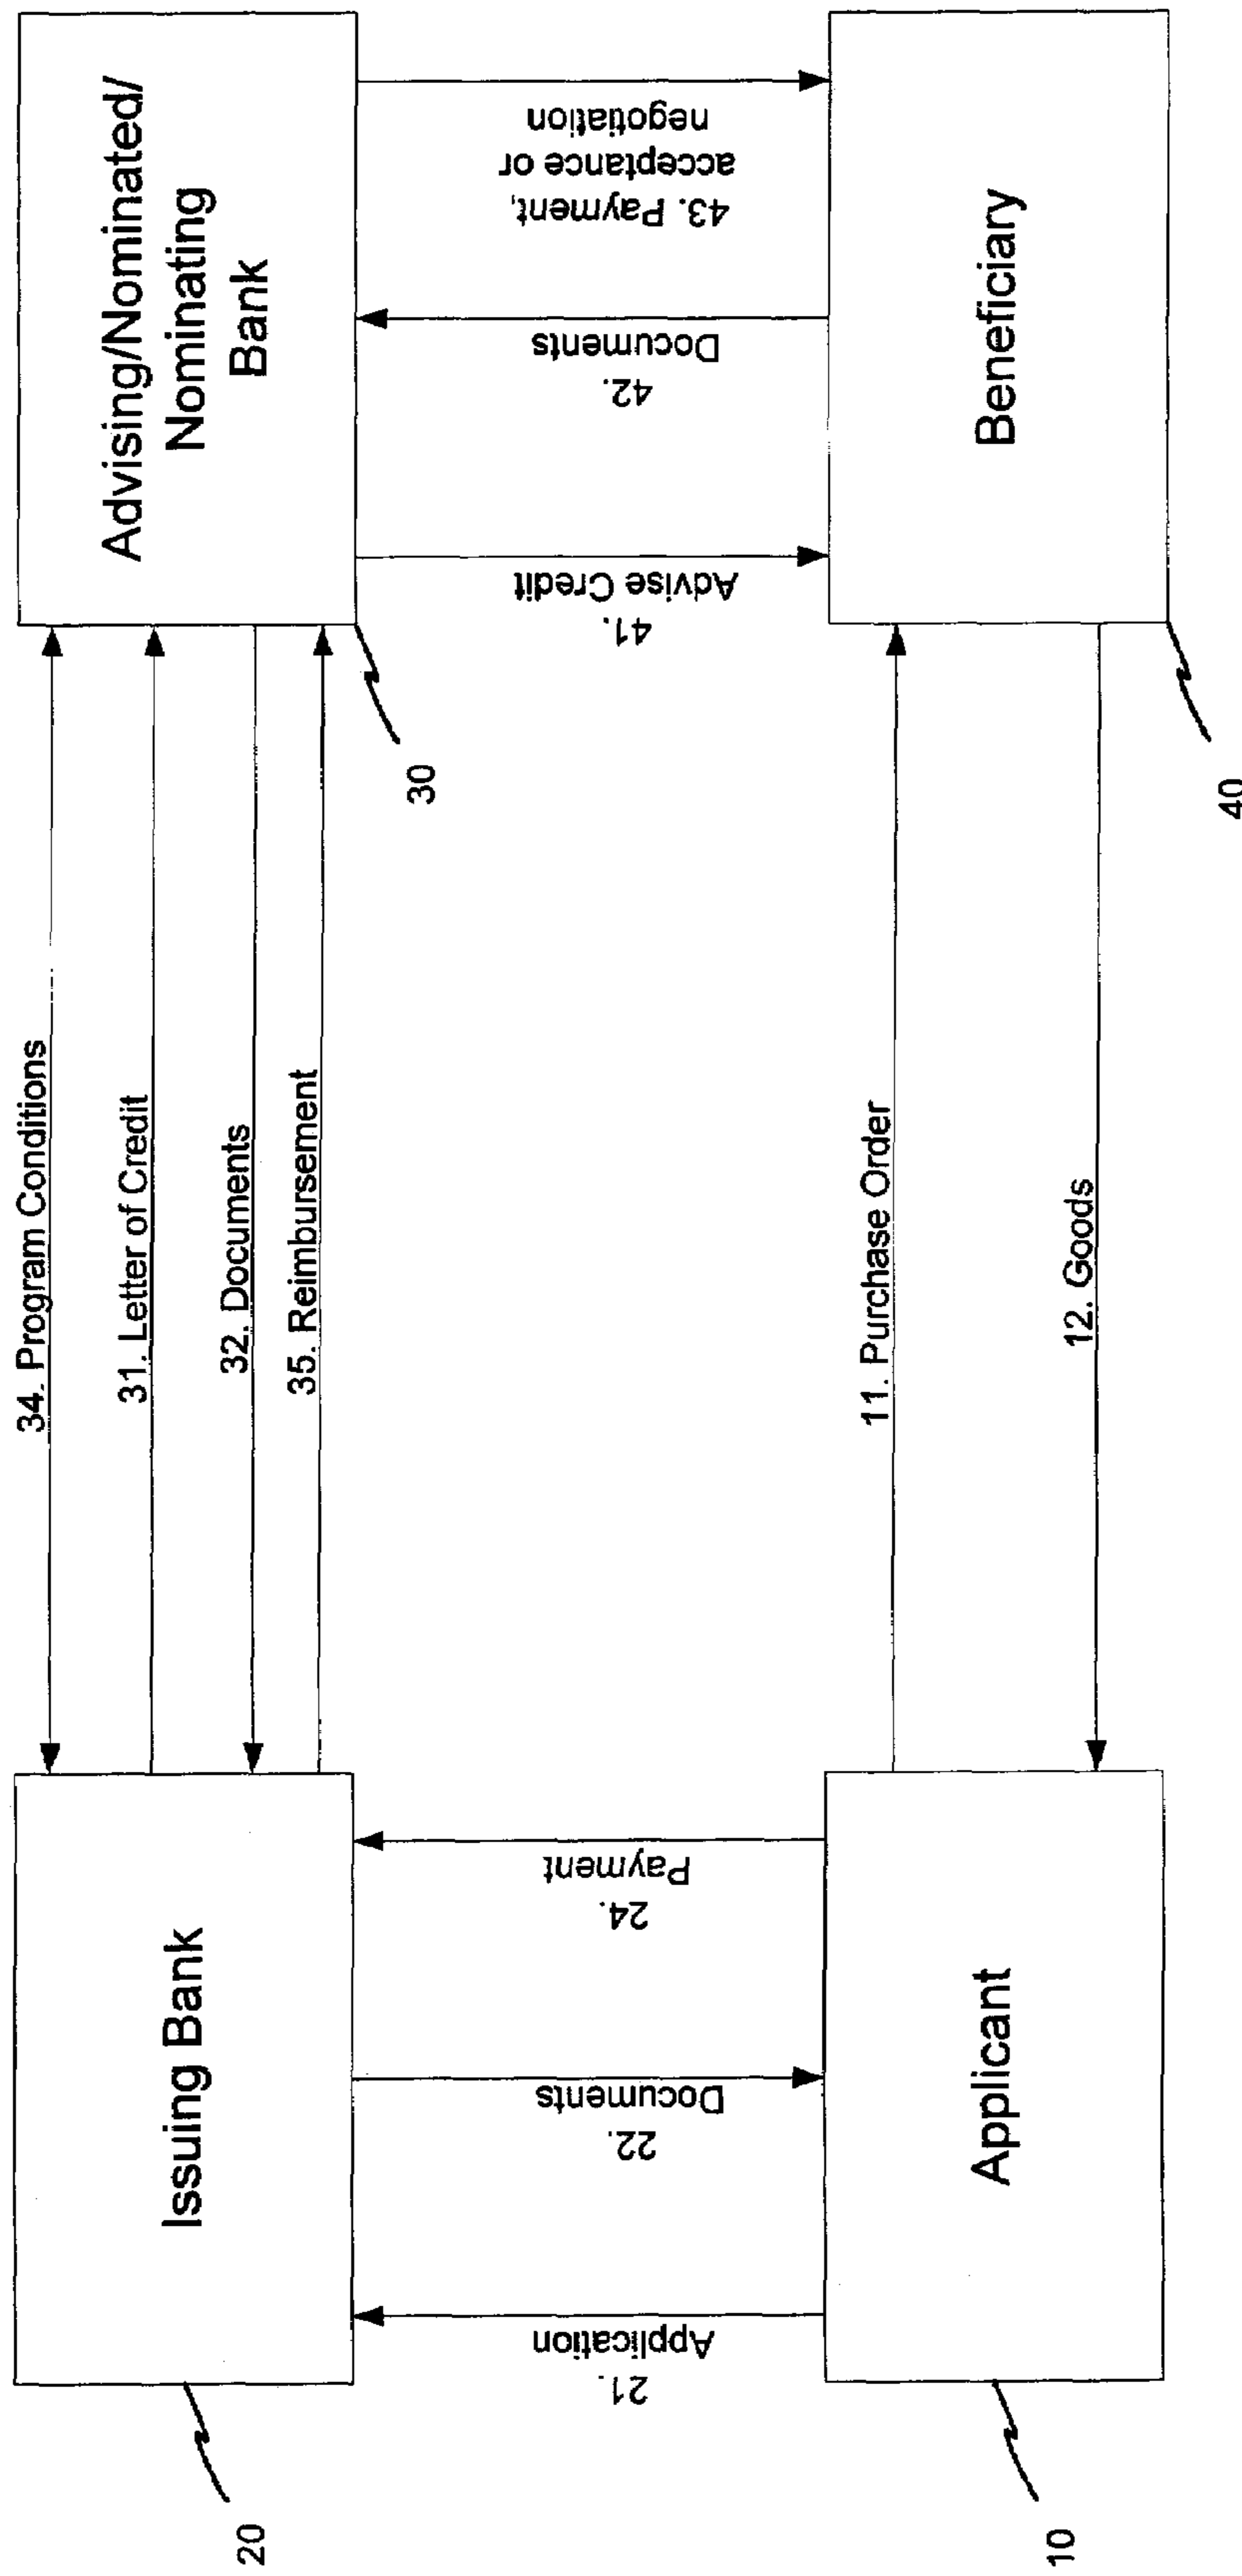 Issuing Bank
20
34. Program Conditions
31. Letter of Credit
32. Documents
35. Reimbursement
Advising/Nominated/
Nominating
Bank
30
21.
Application
22.
Documents
24.
Payment
41.
Advise Credit
42.
Documents
43. Payment,
acceptance or
negotiation
Applicant
10
11. Purchase Order
12. Goods
Beneficiary
40